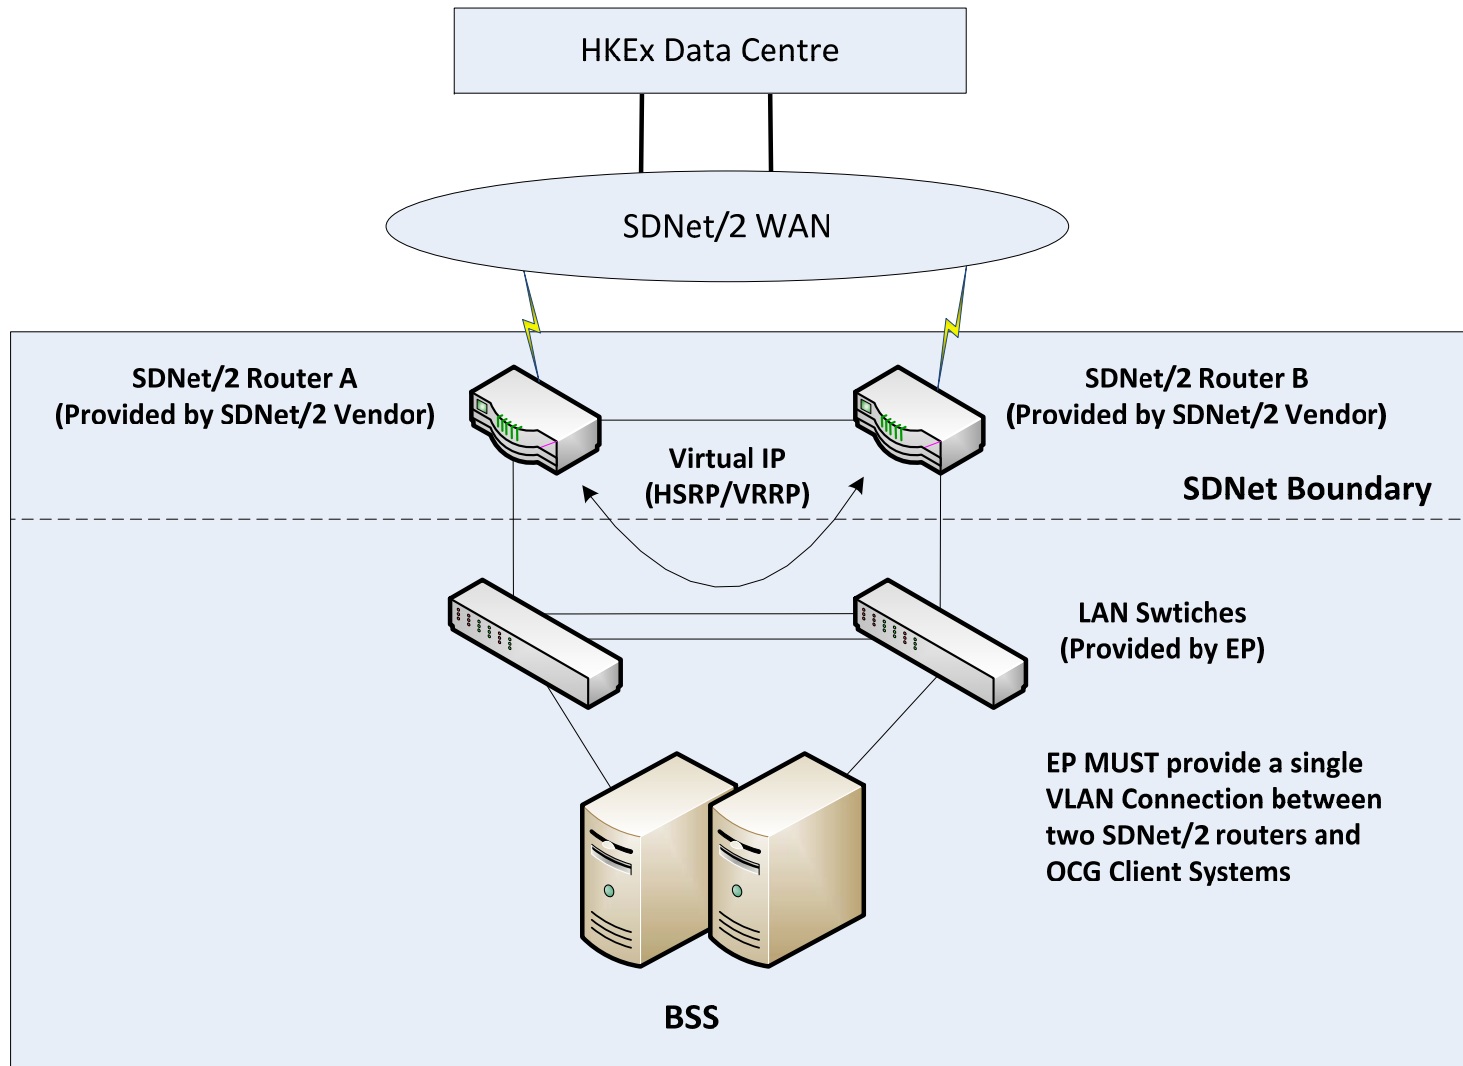 HKEx Data Centre
SDNet/2 WAN
SDNet/2 Router A
(Provided by SDNet/2 Vendor)
SDNet/2 Router B
(Provided by SDNet/2 Vendor)
Virtual IP
(HSRP/VRRP)
SDNet Boundary
LAN Swtiches
(Provided by EP)
EP MUST provide a single
VLAN Connection between
two SDNet/2 routers and
OCG Client Systems
BSS